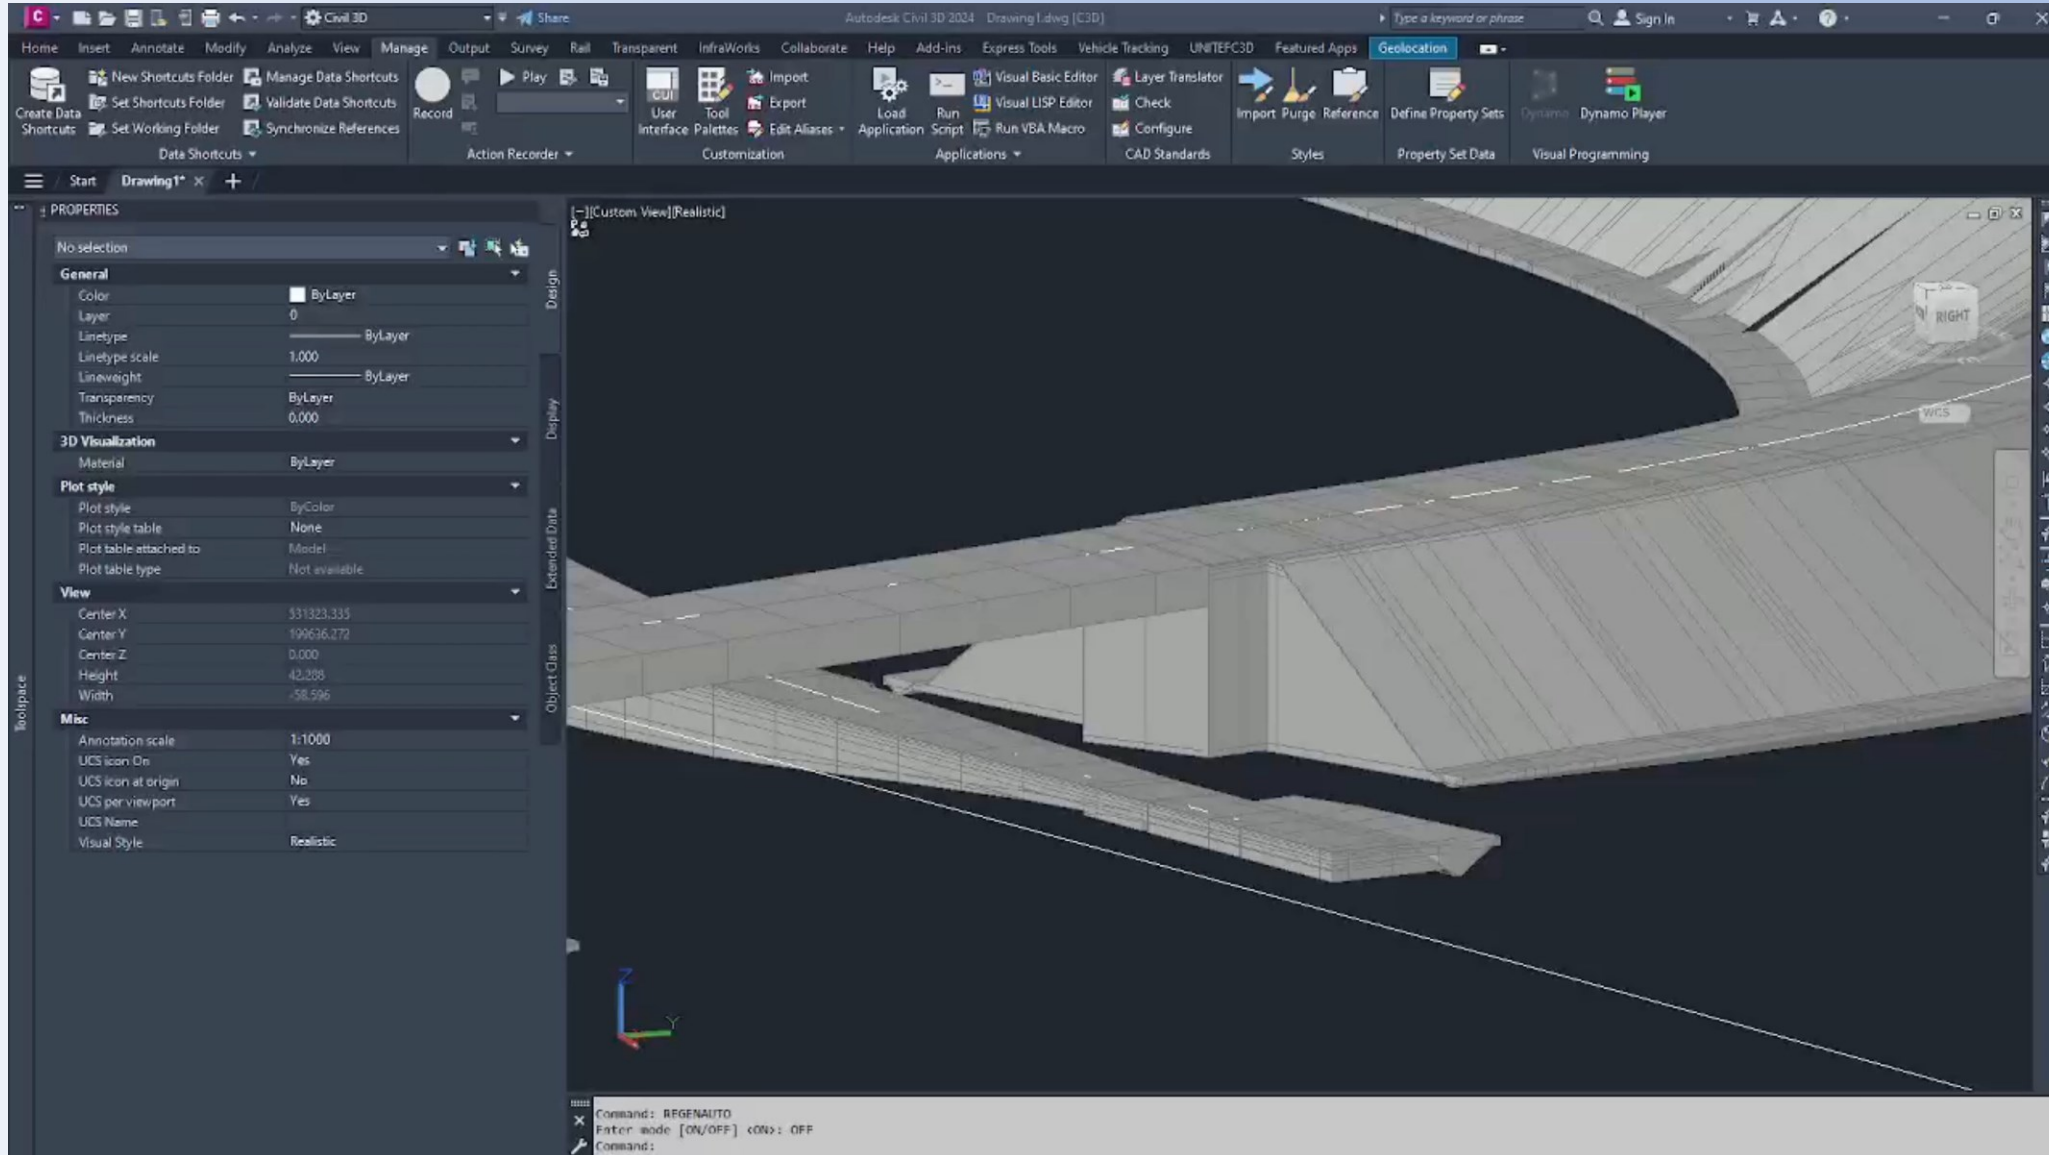 Civil 3D
Share
Autodesk Civil 3D 2024 Drawing1.dwg [C3D]
Type a keyword or phrase
Sign In
Home Insert Annotate Modify Analyze View Manage Output Survey Rail Transparent InfraWorks Collaborate Help Add-ins Express Tools Vehicle Tracking UNITEFC3D Featured Apps Geolocation
Create Data Shortcuts
New Shortcuts Folder
Set Shortcuts Folder
Set Working Folder
Manage Data Shortcuts
Validate Data Shortcuts
Synchronize References
Data Shortcuts
Record
Play
Action Recorder
CUI
User Interface
Tool Palettes
Import
Export
Edit Aliases
Customization
Load Application
Run Script
Visual Basic Editor
Visual LISP Editor
Run VBA Macro
Applications
Layer Translator
Check
Configure
CAD Standards
Import
Purge
Reference
Styles
Define Property Sets
Property Set Data
Dynamo
Dynamo Player
Visual Programming
Start
Drawing1*
PROPERTIES
No selection
General
Color ByLayer
Layer 0
Linetype ByLayer
Linetype scale 1.000
Lineweight ByLayer
Transparency ByLayer
Thickness 0.000
3D Visualization
Material ByLayer
Plot style
Plot style ByColor
Plot style table None
Plot table attached to Model
Plot table type Not available
View
Center X 531323.335
Center Y 199636.272
Center Z 0.000
Height 42.288
Width -58.596
Misc
Annotation scale 1:1000
UCS icon On Yes
UCS icon at origin No
UCS per viewport Yes
UCS Name
Visual Style Realistic
Design
Display
Extended Data
Object Class
Toolspace
[−][Custom View][Realistic]
RIGHT
WCS
Z
Y
Command: REGENAUTO
Enter mode [ON/OFF] <ON>: OFF
Command: